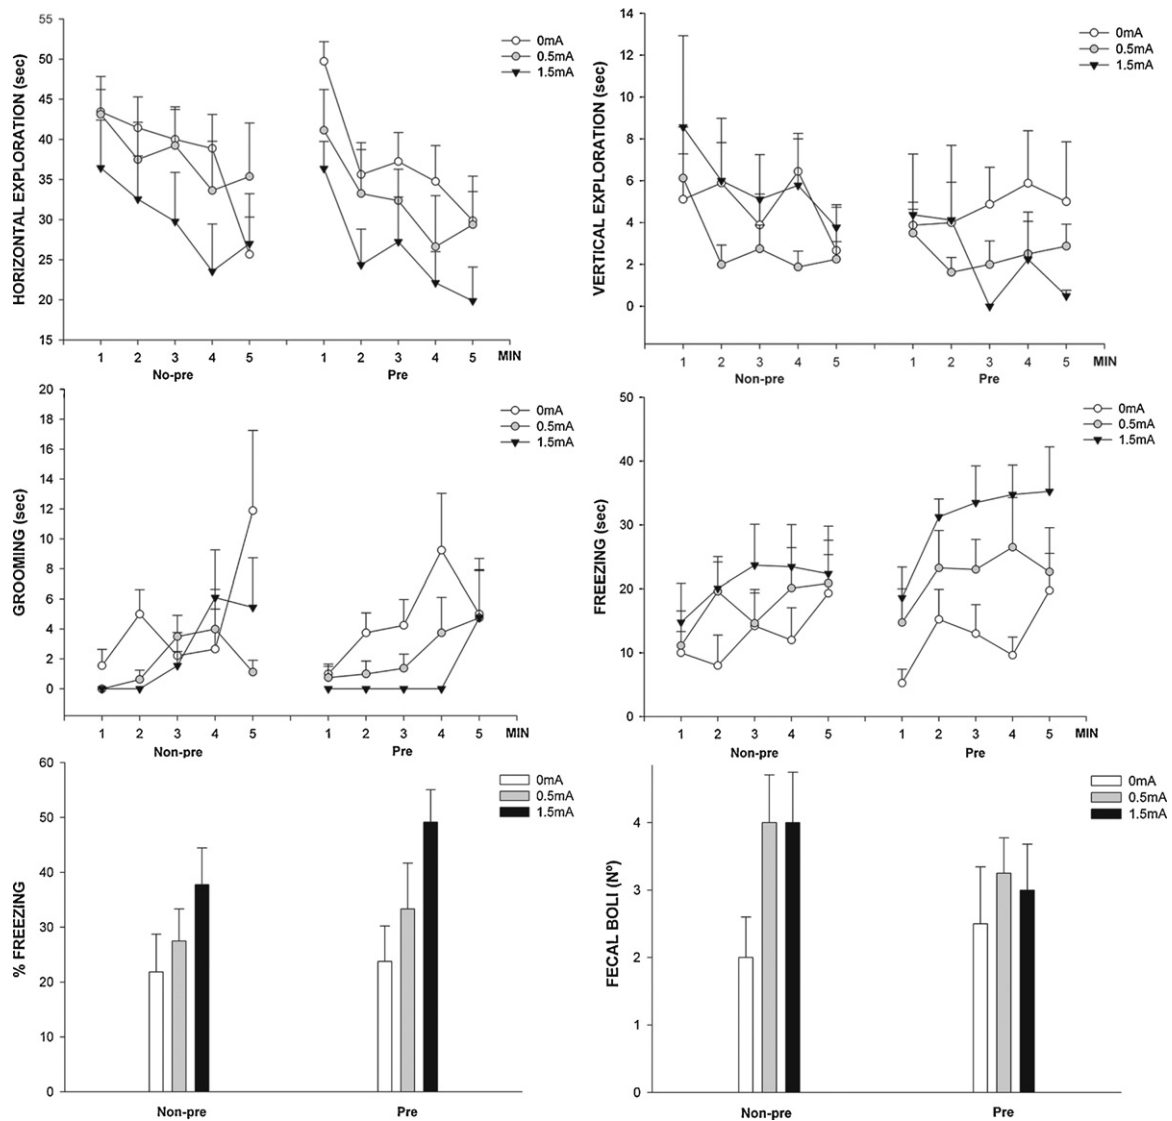 HORIZONTAL EXPLORATION (sec)
55
50
45
40
35
30
25
20
15
0mA
0.5mA
1.5mA
1 2 3 4 5 1 2 3 4 5 MIN
No-pre Pre
VERTICAL EXPLORATION (sec)
14
12
10
8
6
4
2
0
0mA
0.5mA
1.5mA
1 2 3 4 5 1 2 3 4 5 MIN
Non-pre Pre
GROOMING (sec)
20
18
16
14
12
10
8
6
4
2
0
0mA
0.5mA
1.5mA
1 2 3 4 5 1 2 3 4 5 MIN
Non-pre Pre
FREEZING (sec)
50
40
30
20
10
0
0mA
0.5mA
1.5mA
1 2 3 4 5 1 2 3 4 5 MIN
Non-pre Pre
% FREEZING
60
50
40
30
20
10
0
0mA
0.5mA
1.5mA
Non-pre Pre
FECAL BOLI (Nº)
4
3
2
1
0
0mA
0.5mA
1.5mA
Non-pre Pre